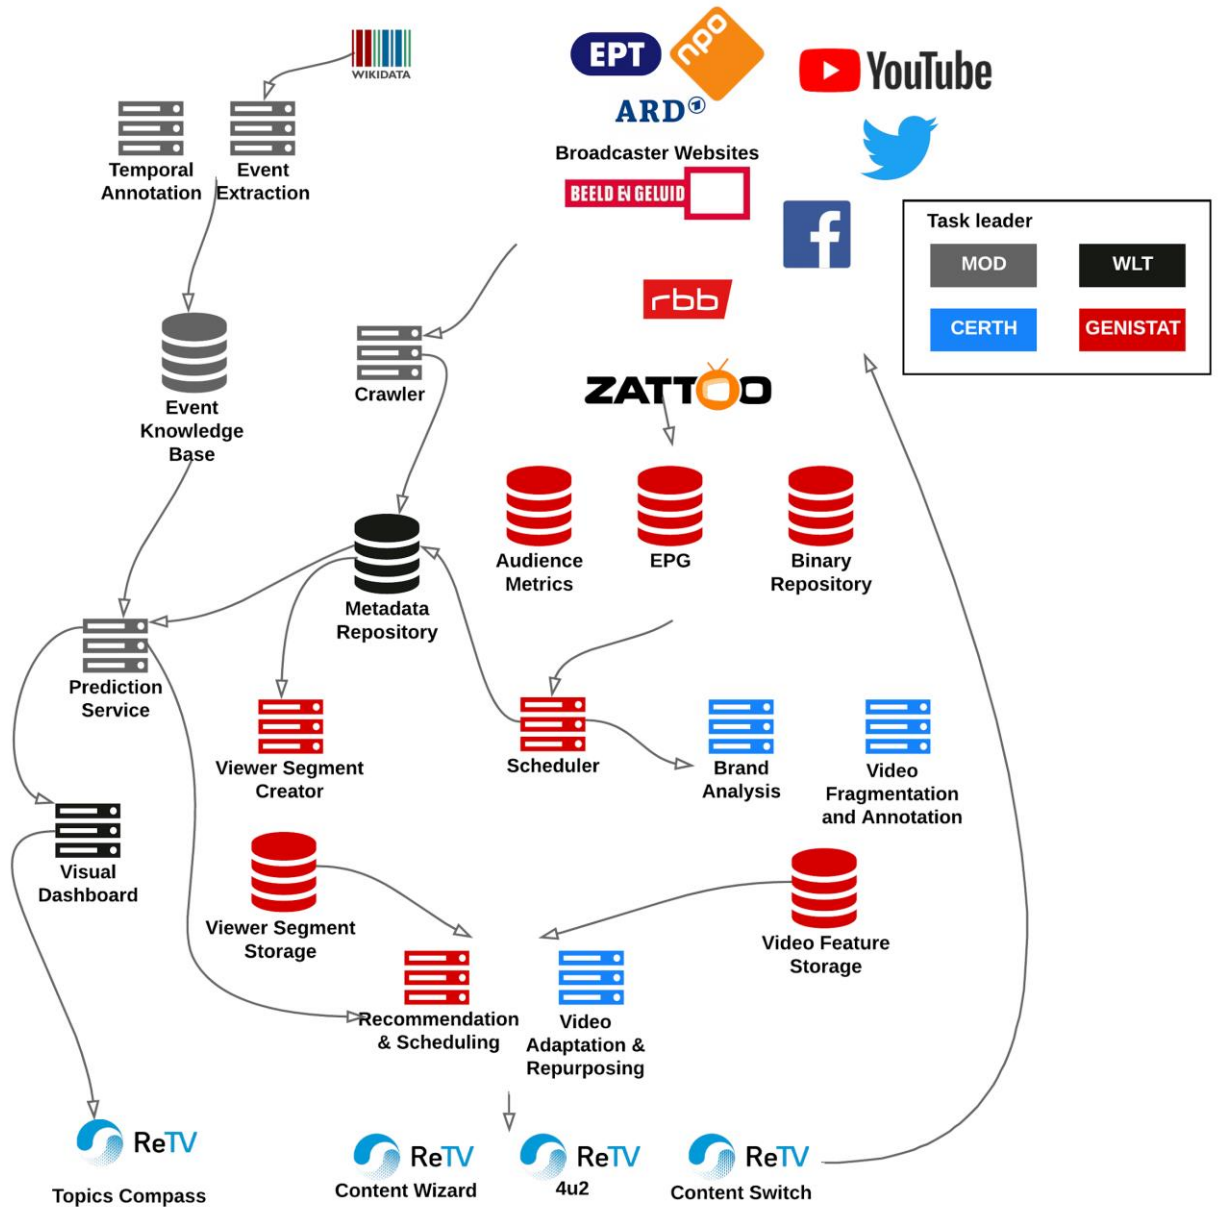 WIKIDATA
EPT
npo
ARD
YouTube
Broadcaster Websites
BEELD EN GELUID
Temporal
Annotation
Event
Extraction
Task leader
MOD
WLT
CERTH
GENISTAT
rbb
ZATTOO
Crawler
Event
Knowledge
Base
Audience
Metrics
EPG
Binary
Repository
Metadada
Repository
Prediction
Service
Viewer Segment
Creator
Scheduler
Brand
Analysis
Video
Fragmentation
and Annotation
Visual
Dashboard
Viewer Segment
Storage
Video Feature
Storage
Recommendation
& Scheduling
Video
Adaptation &
Repurposing
ReTV
Topics Compass
ReTV
Content Wizard
ReTV
4u2
ReTV
Content Switch